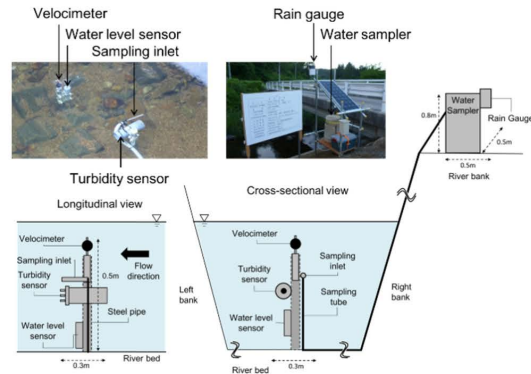 Velocimeter
Water level sensor
Sampling inlet
Turbidity sensor
Rain gauge
Water sampler
Water
Sampler
Rain Gauge
0.8m
0.5m
0.5m
River bank
Longitudinal view
Velocimeter
Sampling inlet
Turbidity
sensor
Water level
sensor
0.5m
Flow
direction
Steel pipe
0.3m
River bed
Cross-sectional view
Left
bank
Velocimeter
Turbidity
sensor
Water level
sensor
Sampling
inlet
Sampling
tube
Right
bank
0.3m
River bed